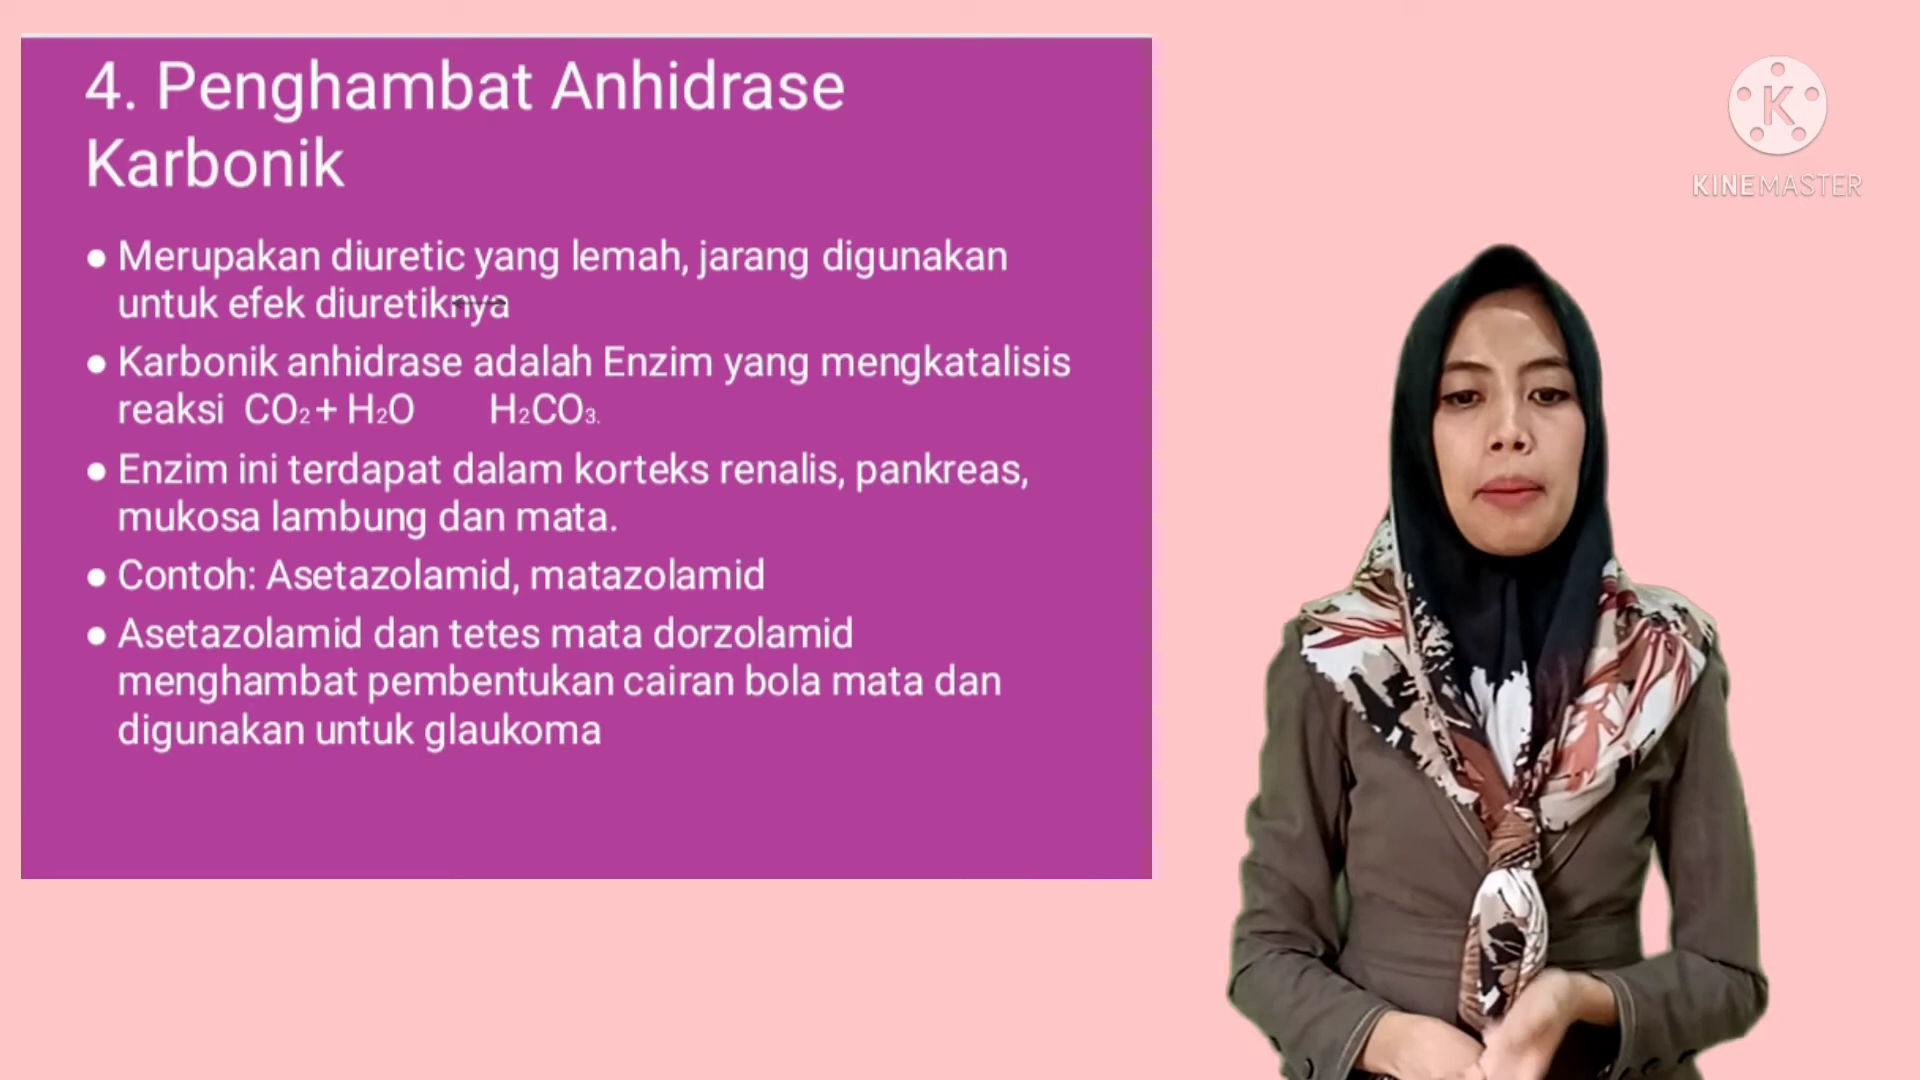 4. Penghambat Anhidrase
Karbonik
● Merupakan diuretic yang lemah, jarang digunakan
untuk efek diuretiknya
● Karbonik anhidrase adalah Enzim yang mengkatalisis
reaksi CO₂ + H₂O H₂CO₃.
● Enzim ini terdapat dalam korteks renalis, pankreas,
mukosa lambung dan mata.
● Contoh: Asetazolamid, matazolamid
● Asetazolamid dan tetes mata dorzolamid
menghambat pembentukan cairan bola mata dan
digunakan untuk glaukoma
K
KINEMASTER